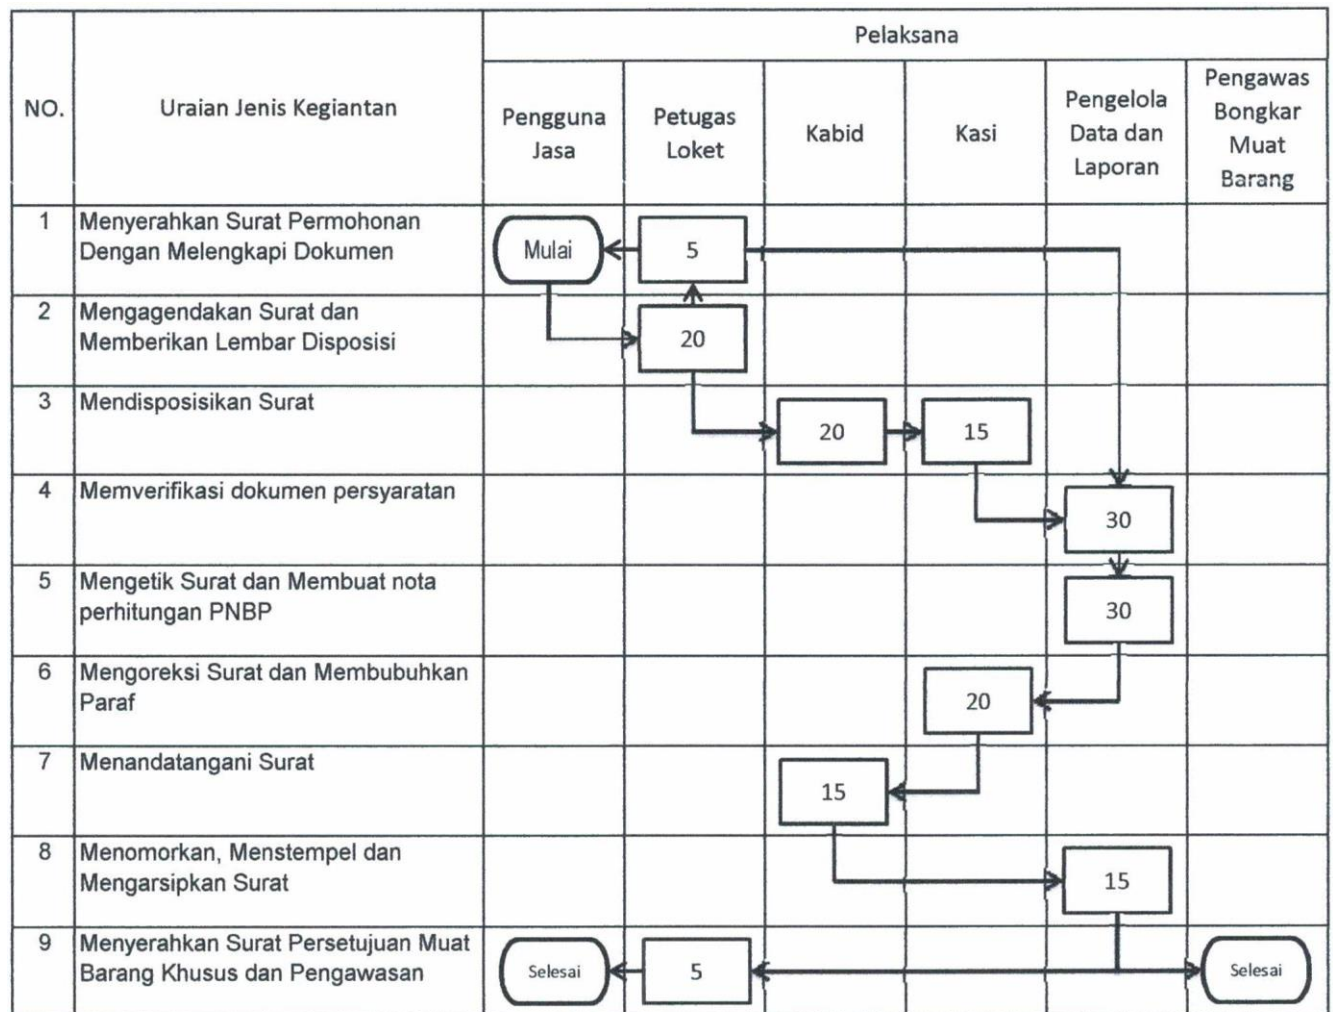 Pelaksana
NO.
Uraian Jenis Kegiantan
Pengguna
Jasa
Petugas
Loket
Kabid
Kasi
Pengelola
Data dan
Laporan
Pengawas
Bongkar
Muat
Barang
1
Menyerahkan Surat Permohonan
Dengan Melengkapi Dokumen
Mulai
5
2
Mengagendakan Surat dan
Memberikan Lembar Disposisi
20
3
Mendisposisikan Surat
20
15
4
Memverifikasi dokumen persyaratan
30
5
Mengetik Surat dan Membuat nota
perhitungan PNBP
30
6
Mengoreksi Surat dan Membubuhkan
Paraf
20
7
Menandatangani Surat
15
8
Menomorkan, Menstempel dan
Mengarsipkan Surat
15
9
Menyerahkan Surat Persetujuan Muat
Barang Khusus dan Pengawasan
Selesai
5
Selesai